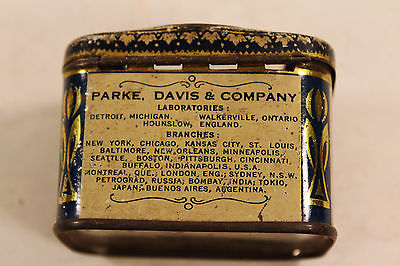 PARKE, DAVIS & COMPANY
LABORATORIES:
DETROIT, MICHIGAN. WALKERVILLE, ONTARIO
HOUNSLOW, ENGLAND
BRANCHES:
NEW YORK, CHICAGO, KANSAS CITY, ST. LOUIS,
BALTIMORE, NEW ORLEANS, MINNEAPOLIS,
SEATTLE, BOSTON, PITTSBURGH, CINCINNATI,
BUFFALO, INDIANAPOLIS, U.S.A.
MONTREAL, QUE.; LONDON, ENG.; SYDNEY, N.S.W.
PETROGRAD, RUSSIA; BOMBAY, INDIA; TOKIO,
JAPAN; BUENOS AIRES, ARGENTINA.